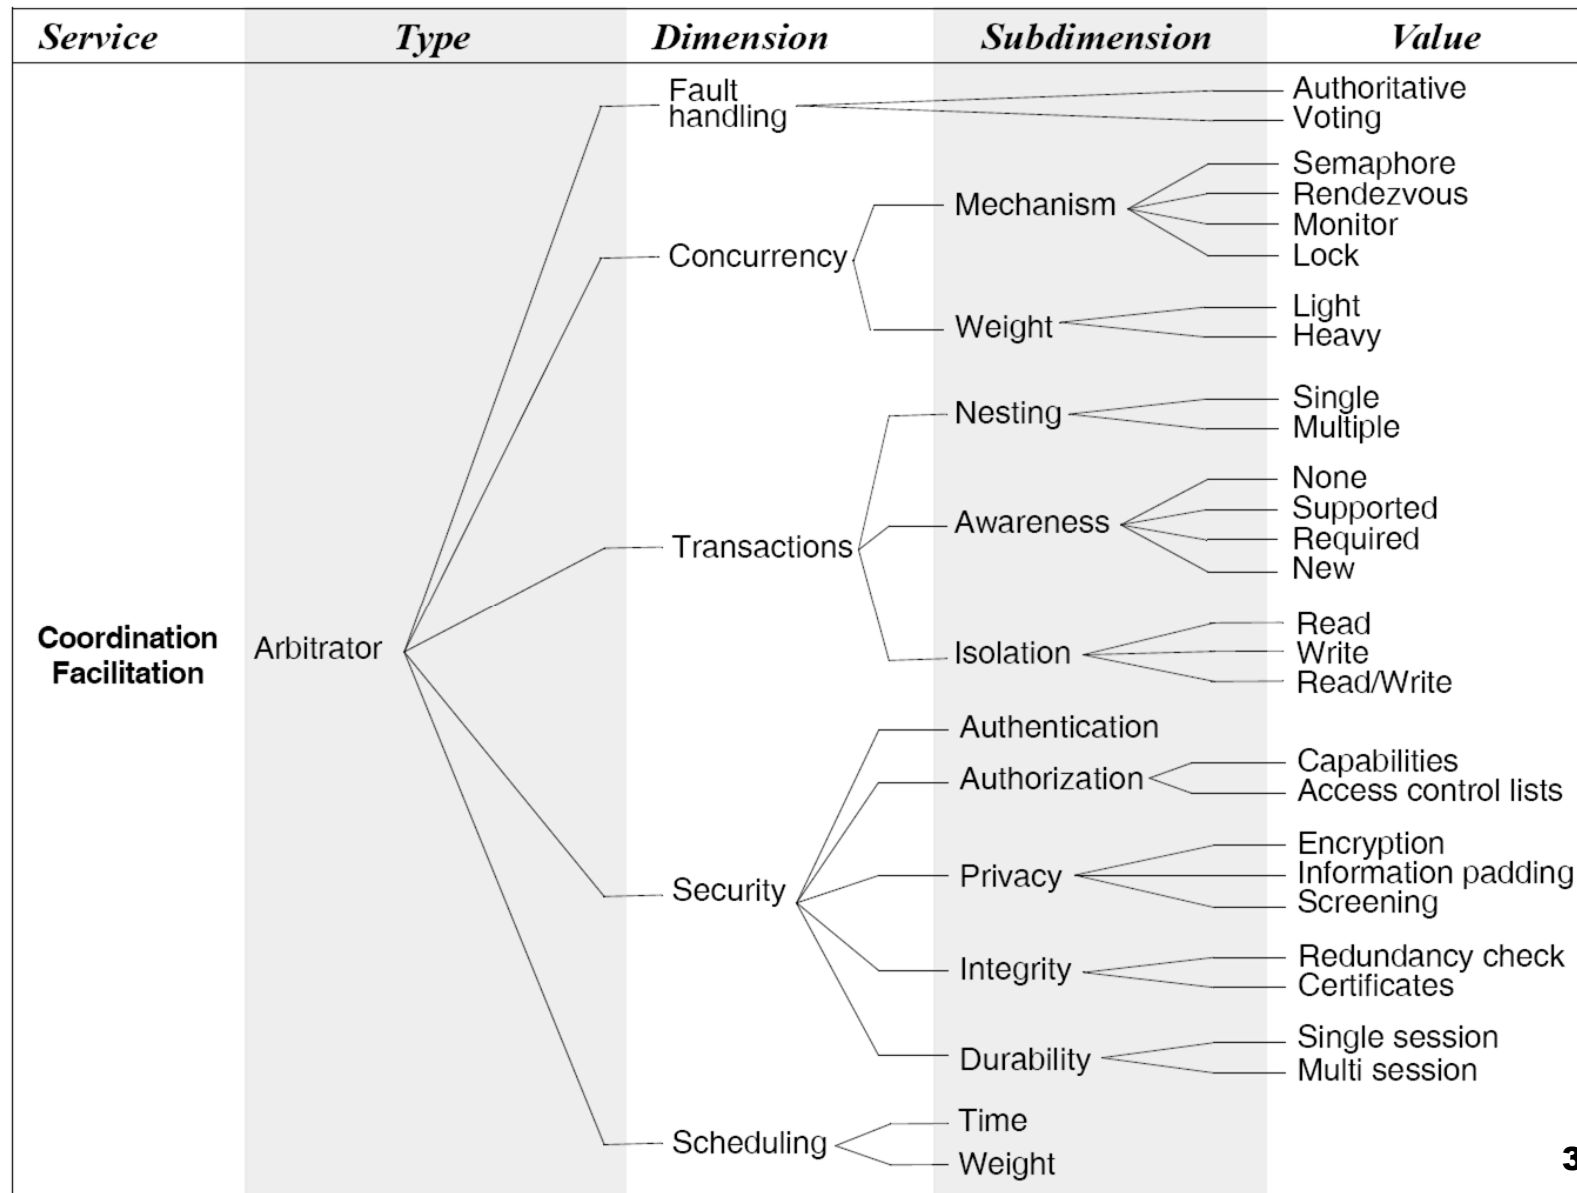 Service Type Dimension Subdimension Value
Fault
handling
Authoritative
Voting
Concurrency
Mechanism
Semaphore
Rendezvous
Monitor
Lock
Weight
Light
Heavy
Transactions
Nesting
Single
Multiple
Awareness
None
Supported
Required
New
Isolation
Read
Write
Read/Write
Coordination
Facilitation
Arbitrator
Security
Authentication
Authorization
Capabilities
Access control lists
Privacy
Encryption
Information padding
Screening
Integrity
Redundancy check
Certificates
Durability
Single session
Multi session
Scheduling
Time
Weight
3